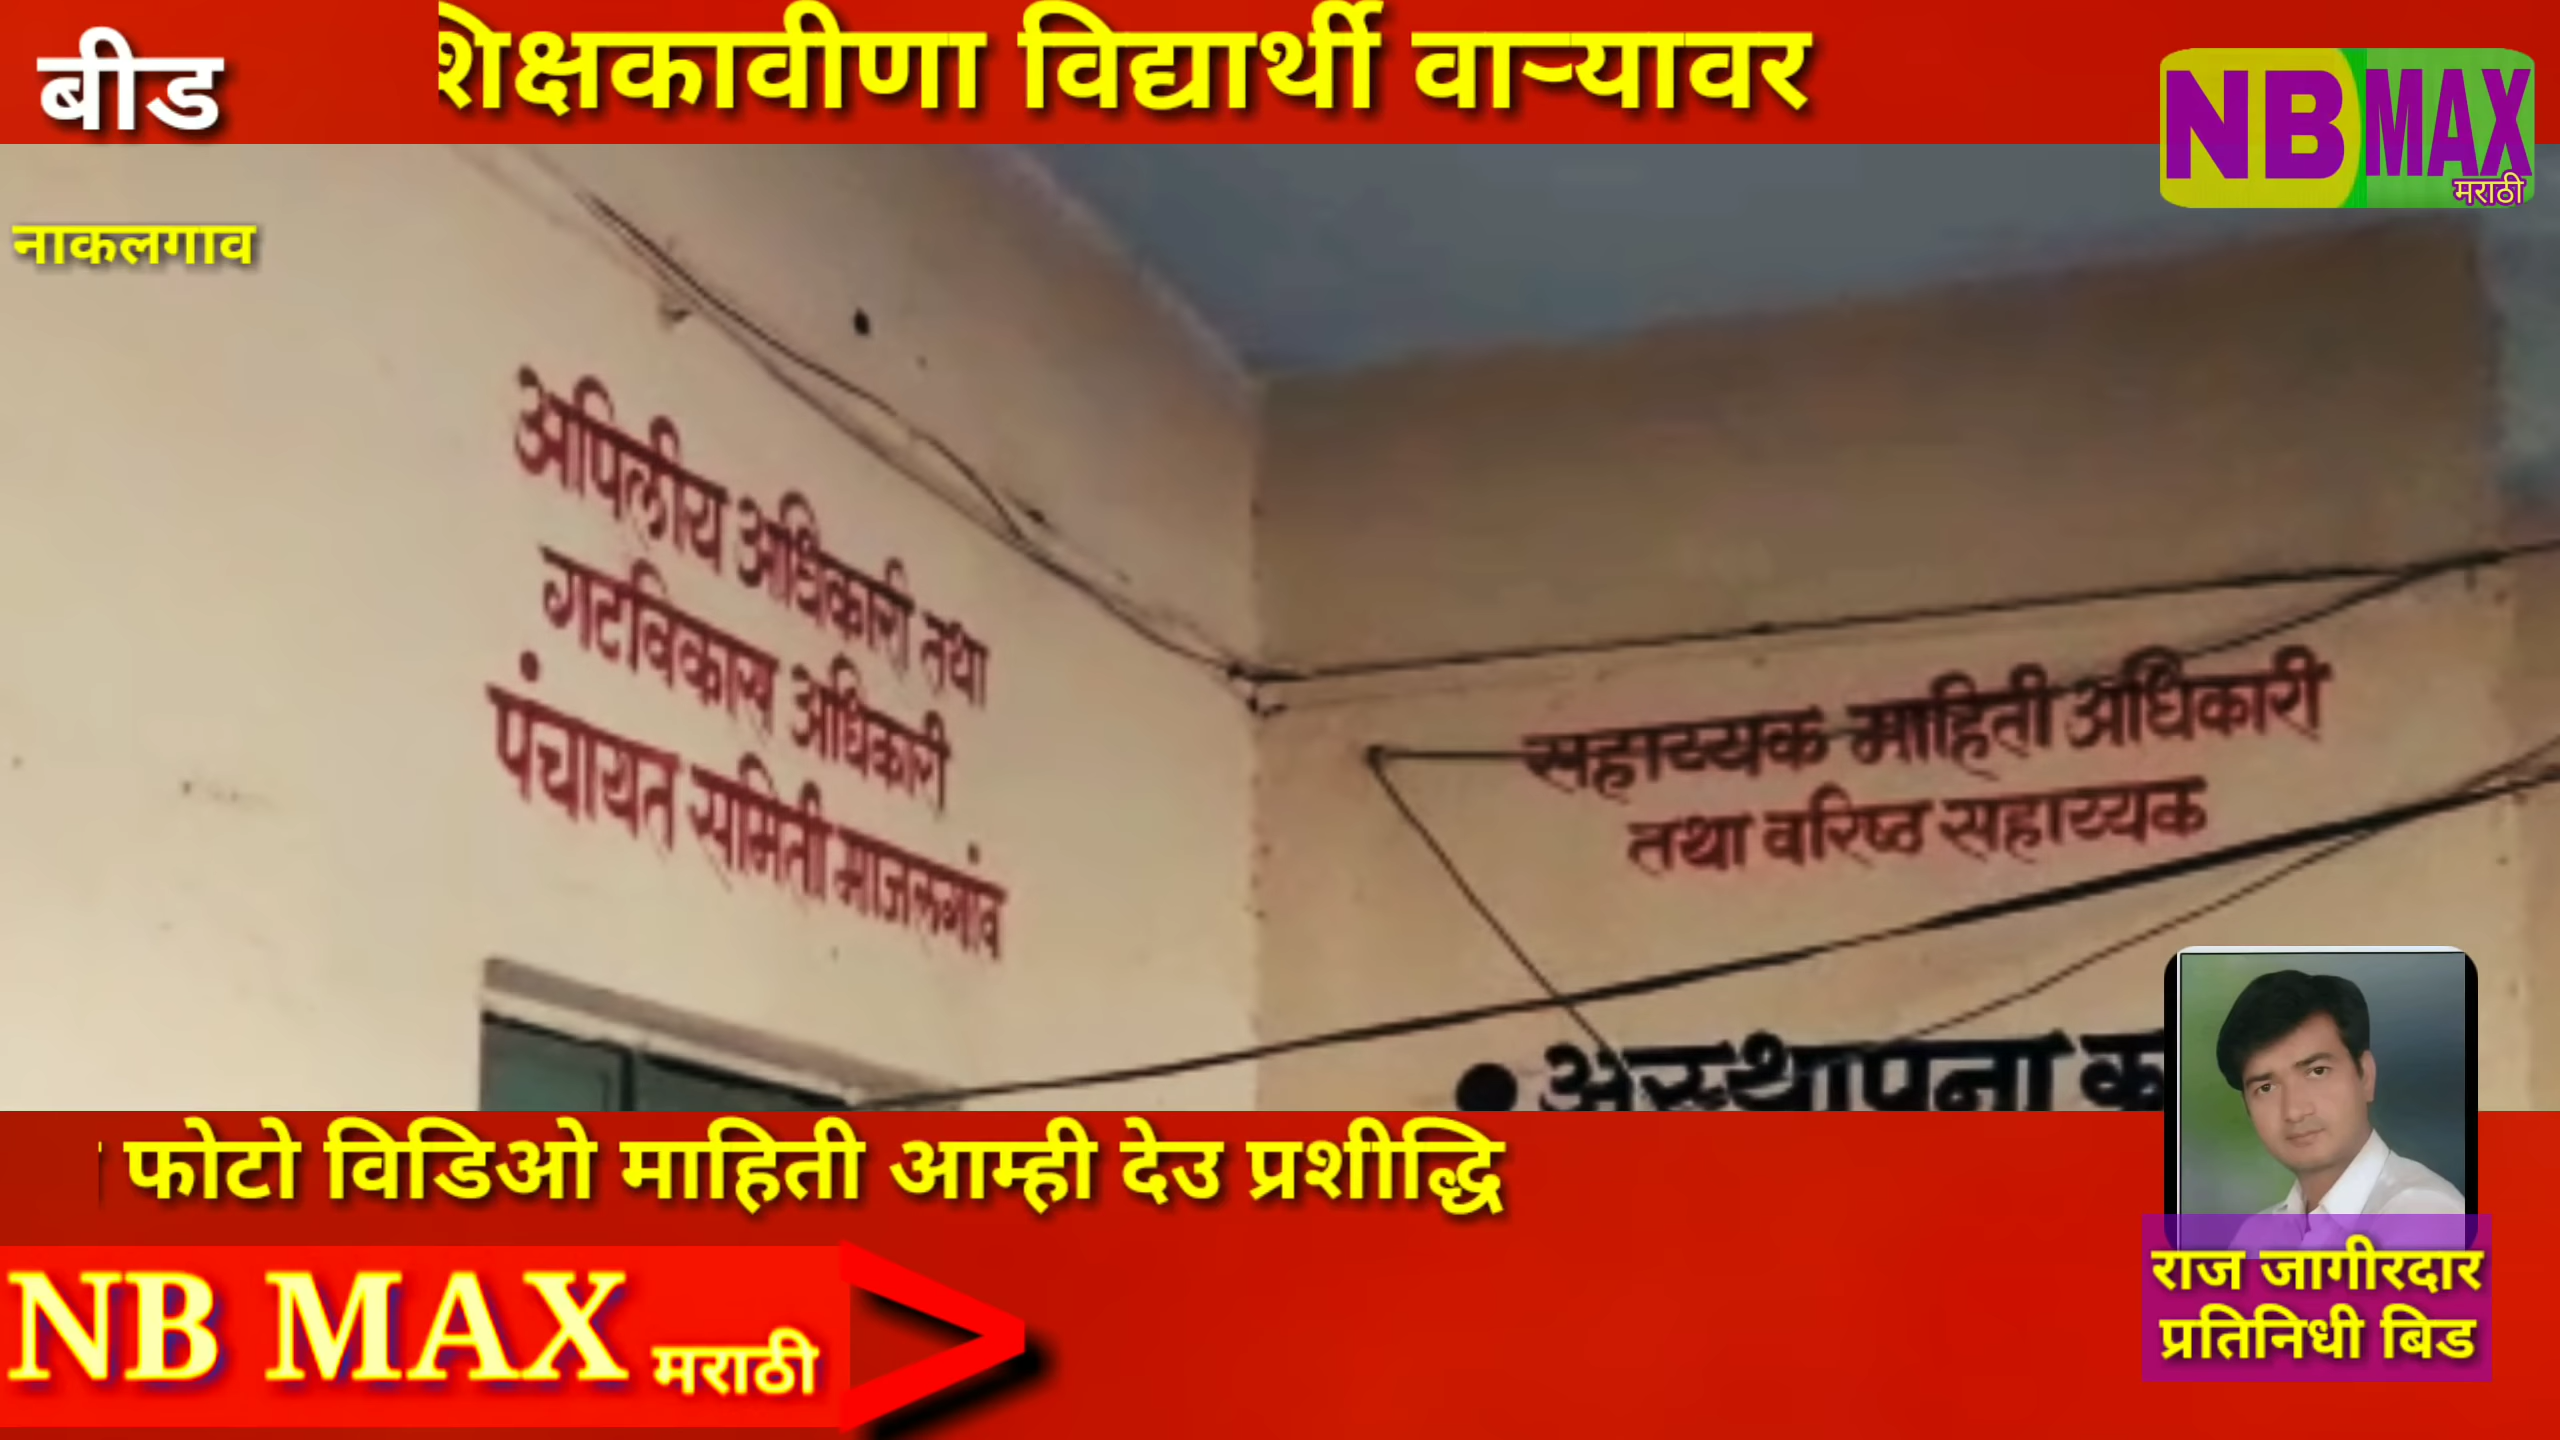 बीड
शिक्षकावीणा विद्यार्थी वाऱ्यावर
NB MAX
मराठी
नाकलगाव
अपिलीय अधिकारी तथा
गटविकास अधिकारी
पंचायत समिती माजलगांव
सहाय्यक माहिती अधिकारी
तथा वरिष्ठ सहाय्यक
• अस्थापना
फोटो विडिओ माहिती आम्ही देउ प्रशीद्धि
NB MAX मराठी
राज जागीरदार
प्रतिनिधी बिड